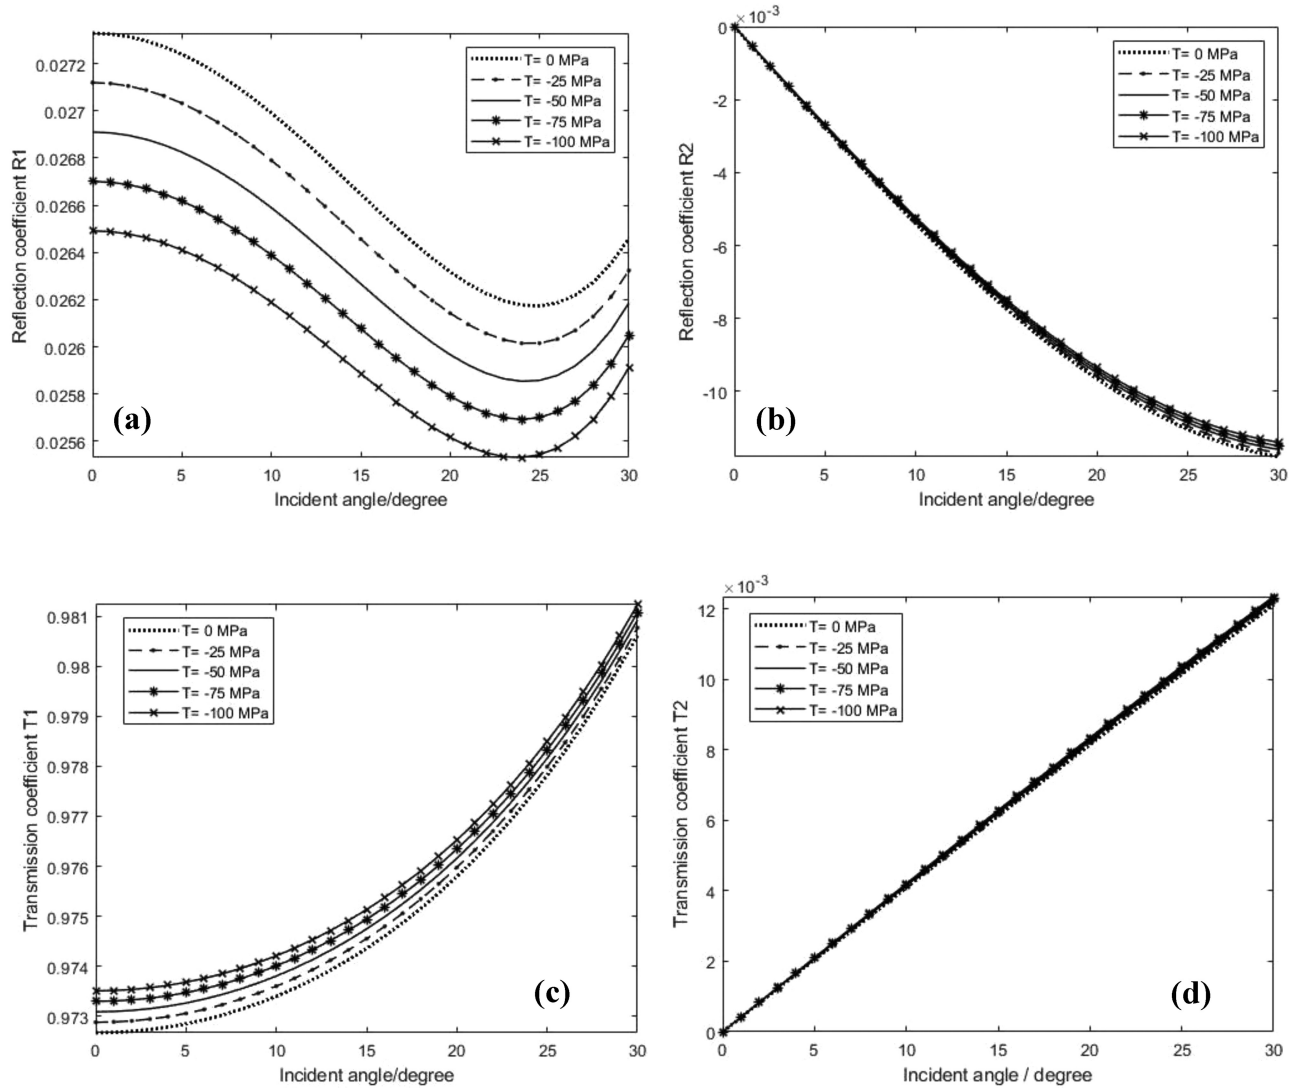 0.0272
0.027
0.0268
0.0266
0.0264
0.0262
0.026
0.0258
0.0256
Reflection coefficient R1
T= 0 MPa
T= -25 MPa
T= -50 MPa
T= -75 MPa
T= -100 MPa
(a)
0 5 10 15 20 25 30
Incident angle/degree
× 10-3
0
-2
-4
-6
-8
-10
Reflection coefficient R2
T= 0 MPa
T= -25 MPa
T= -50 MPa
T= -75 MPa
T= -100 MPa
(b)
0 5 10 15 20 25 30
Incident angle/degree
0.981
0.98
0.979
0.978
0.977
0.976
0.975
0.974
0.973
Transmission coefficient T1
T= 0 MPa
T= -25 MPa
T= -50 MPa
T= -75 MPa
T= -100 MPa
(c)
0 5 10 15 20 25 30
Incident angle/degree
× 10-3
12
10
8
6
4
2
0
Transmission coefficient T2
T= 0 MPa
T= -25 MPa
T= -50 MPa
T= -75 MPa
T= -100 MPa
(d)
0 5 10 15 20 25 30
Incident angle / degree